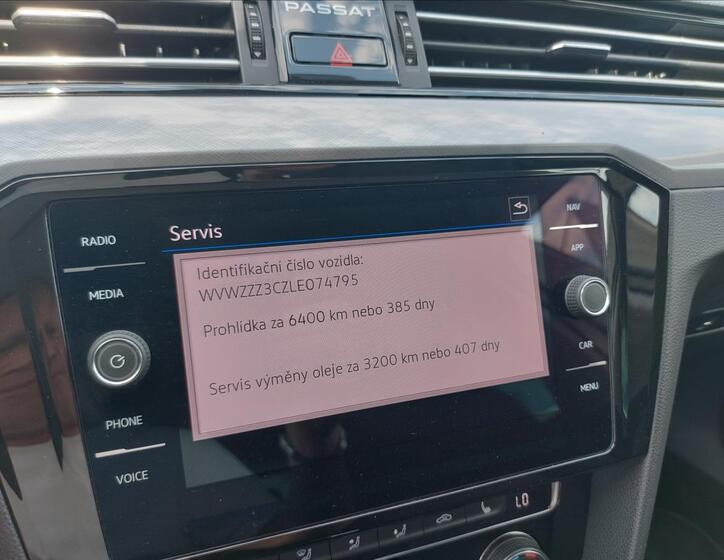 PASSAT
RADIO
MEDIA
PHONE
VOICE
Servis
Identifikační číslo vozidla:
WVWZZZ3CZLE074795
Prohlídka za 6400 km nebo 385 dny
Servis výměny oleje za 3200 km nebo 407 dny
NAV
APP
CAR
MENU
LO